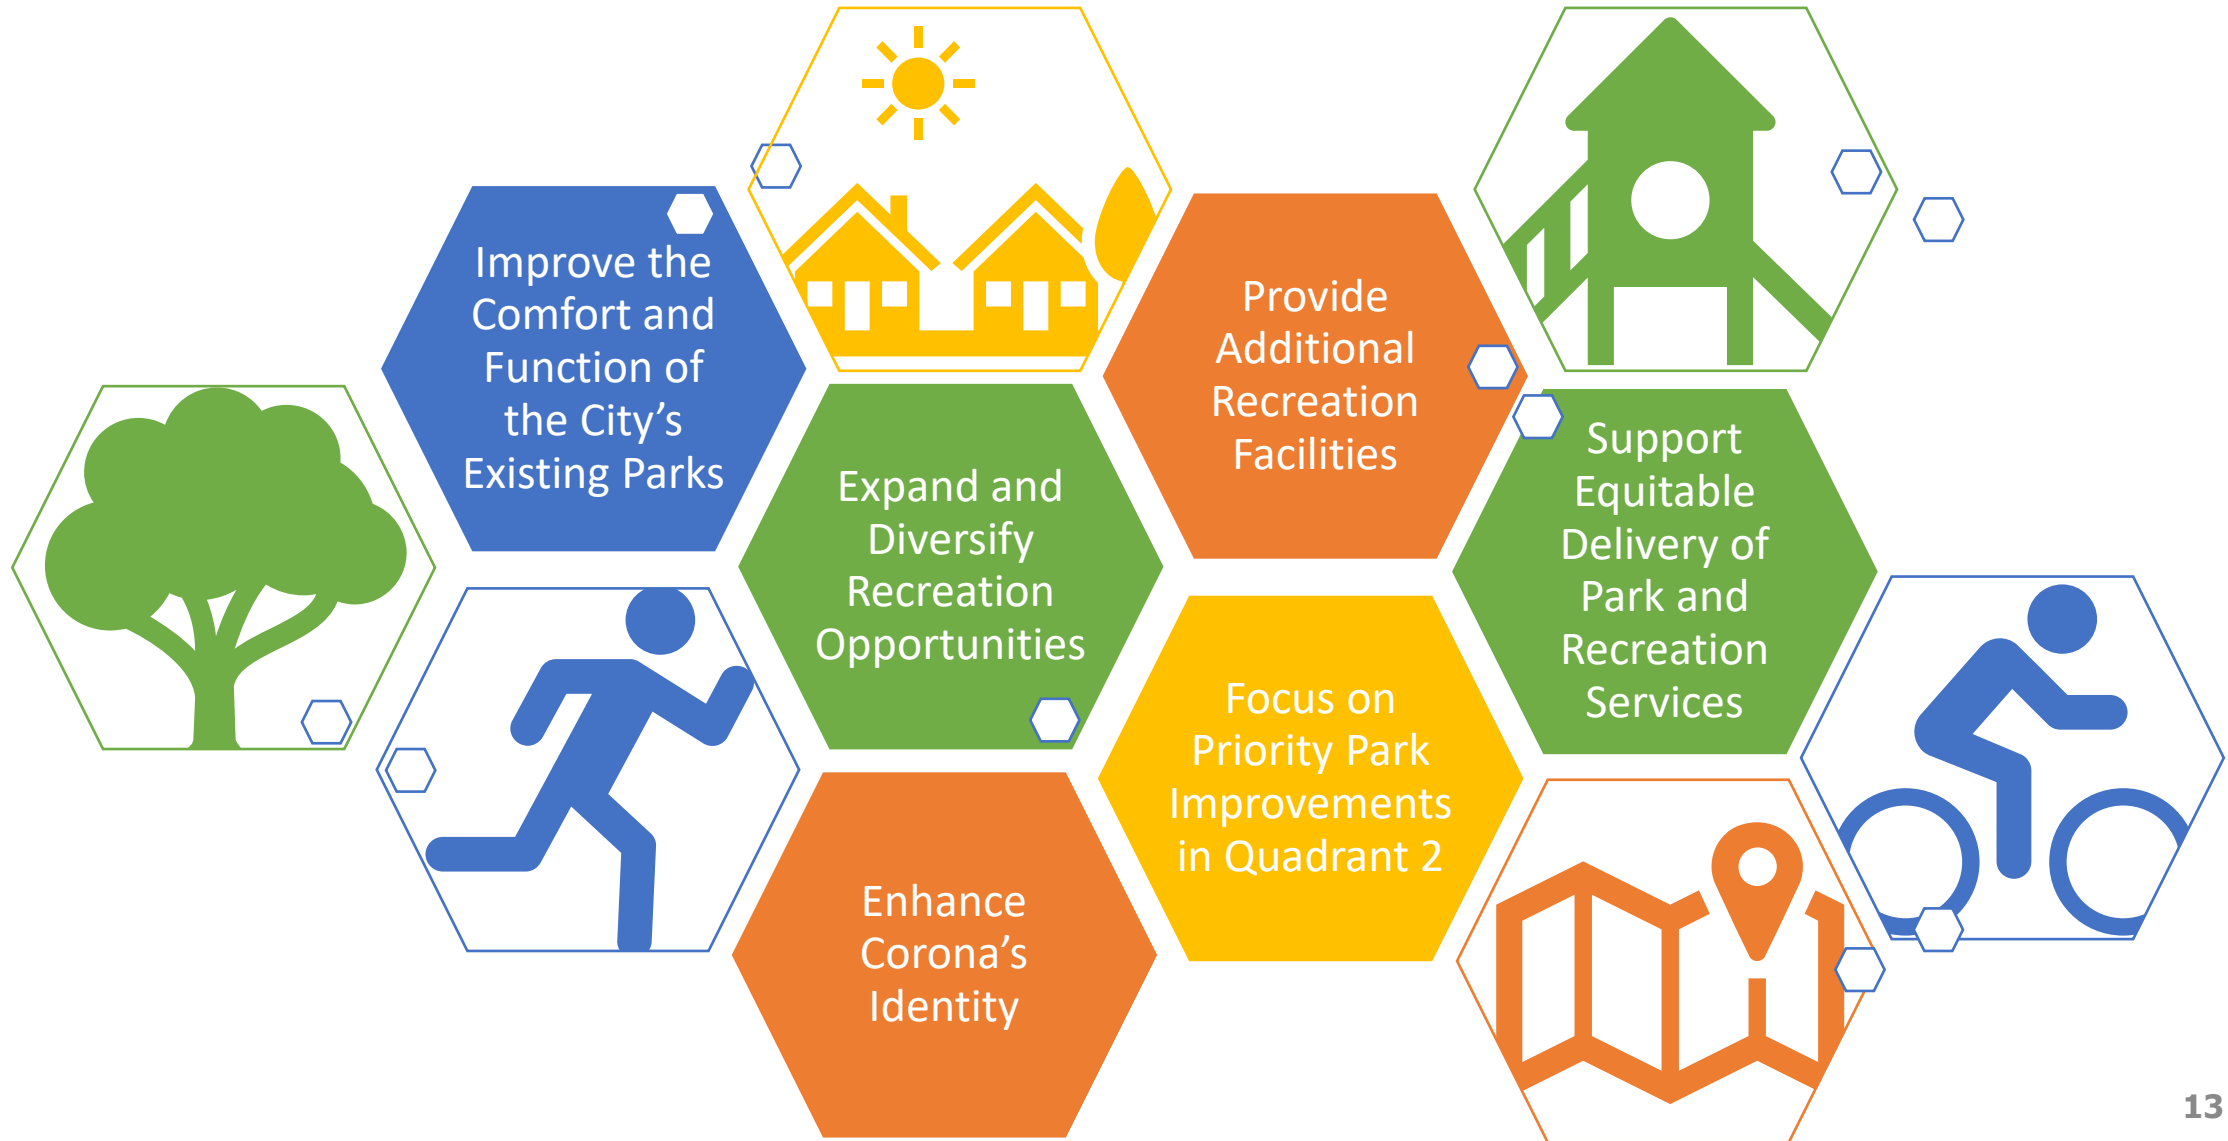 Improve the
Comfort and
Function of
the City’s
Existing Parks
Expand and
Diversify
Recreation
Opportunities
Enhance
Corona’s
Identity
Provide
Additional
Recreation
Facilities
Focus on
Priority Park
Improvements
in Quadrant 2
Support
Equitable
Delivery of
Park and
Recreation
Services
13